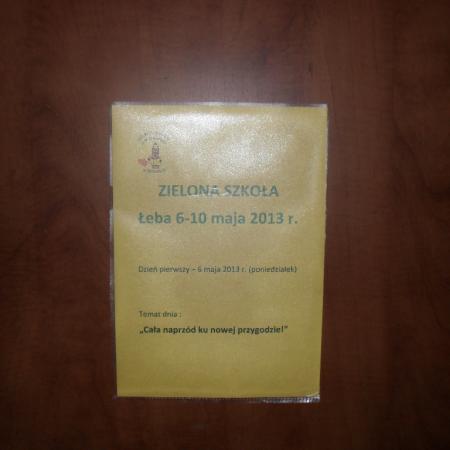 ZIELONA SZKOŁA
Łeba 6-10 maja 2013 r.
Dzień pierwszy – 6 maja 2013 r. (poniedziałek)
Temat dnia :
„Cała naprzód ku nowej przygodzie!"